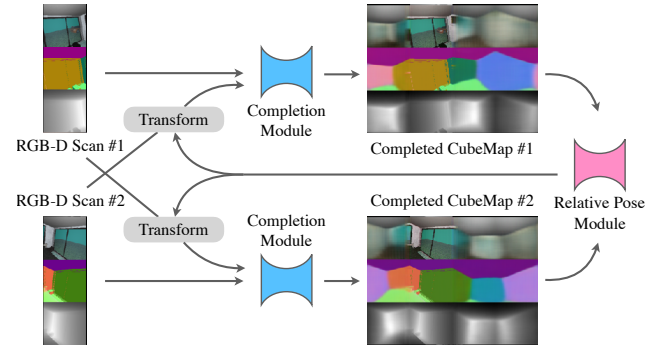 Transform
Completion
Module
RGB-D Scan #1
Completed CubeMap #1
RGB-D Scan #2
Completed CubeMap #2
Relative Pose
Module
Transform
Completion
Module